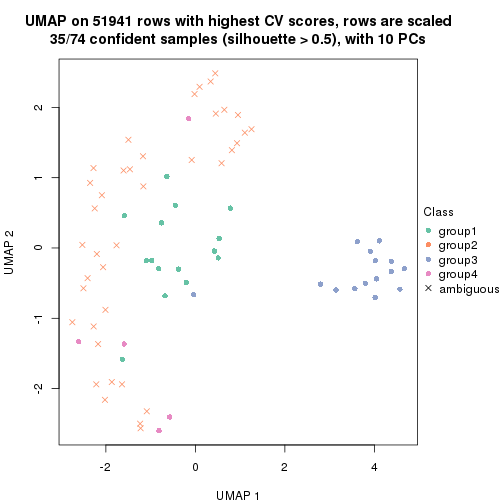 UMAP on 51941 rows with highest CV scores, rows are scaled
35/74 confident samples (silhouette > 0.5), with 10 PCs
2
1
0
-1
-2
UMAP 2
-2
0
2
4
UMAP 1
Class
group1
group2
group3
group4
ambiguous